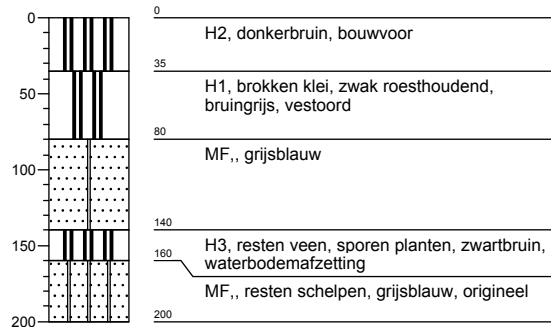 0
0
H2, donkerbruin, bouwvoor
35
H1, brokken klei, zwak roesthoudend,
bruingrijs, vestoord
50
80
MF,, grijsblauw
100
140
H3, resten veen, sporen planten, zwartbruin,
waterbodemafzetting
150
160
MF,, resten schelpen, grijsblauw, origineel
200
200